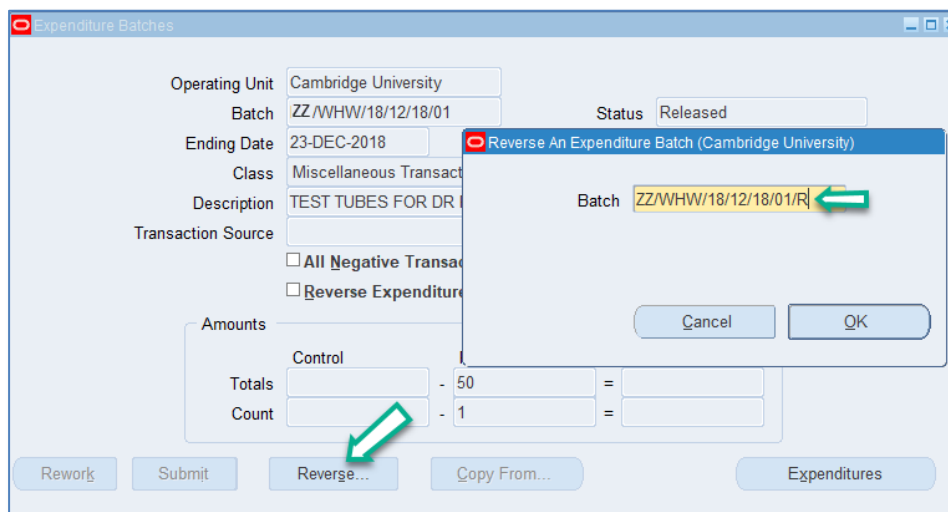 Expenditure Batches
Operating Unit Cambridge University
Batch ZZ/WHW/18/12/18/01 Status Released
Ending Date 23-DEC-2018
Reverse An Expenditure Batch (Cambridge University)
Class Miscellaneous Transact
Batch ZZ/WHW/18/12/18/01/R
Description TEST TUBES FOR DR
Transaction Source
All Negative Transac
Reverse Expenditure
Cancel OK
Amounts
Control
Totals - 50 =
Count - 1 =
Rework Submit Reverse... Copy From... Expenditures